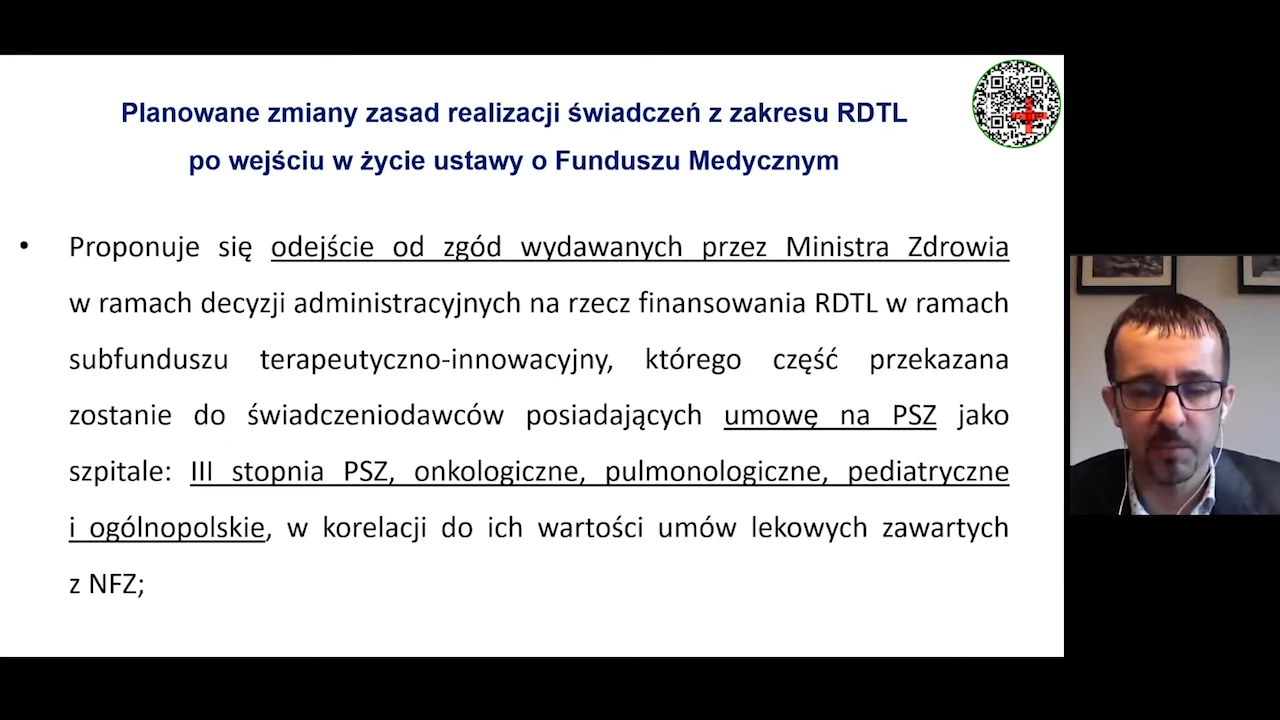 Planowane zmiany zasad realizacji świadczeń z zakresu RDTL
po wejściu w życie ustawy o Funduszu Medycznym
• Proponuje się odejście od zgód wydawanych przez Ministra Zdrowia
w ramach decyzji administracyjnych na rzecz finansowania RDTL w ramach
subfunduszu terapeutyczno-innowacyjny, którego część przekazana
zostanie do świadczeniodawców posiadających umowę na PSZ jako
szpitale: III stopnia PSZ, onkologiczne, pulmonologiczne, pediatryczne
i ogólnopolskie, w korelacji do ich wartości umów lekowych zawartych
z NFZ;